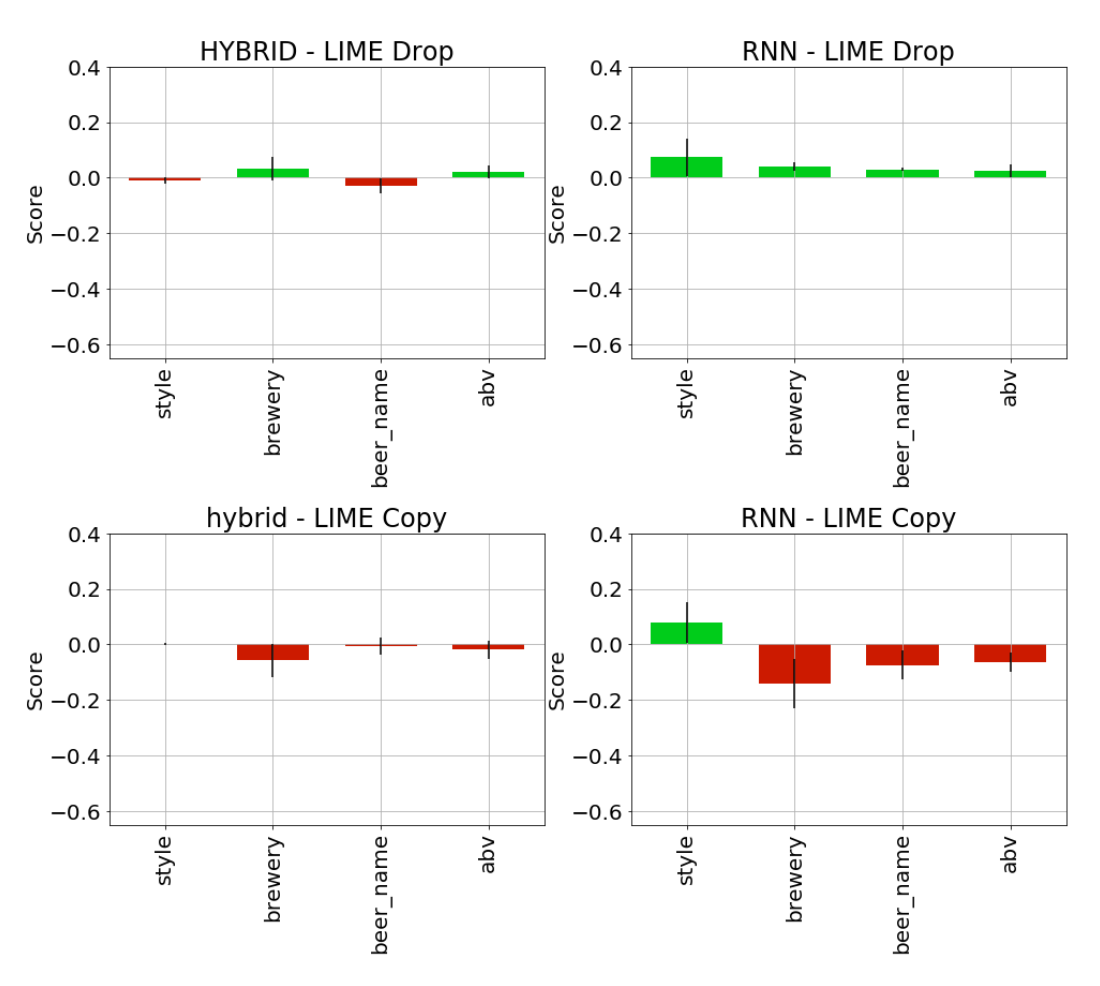 HYBRID - LIME Drop
0.4
0.2
0.0
−0.2
−0.4
−0.6
Score
style
brewery
beer_name
abv
RNN - LIME Drop
0.4
0.2
0.0
−0.2
−0.4
−0.6
Score
style
brewery
beer_name
abv
hybrid - LIME Copy
0.4
0.2
0.0
−0.2
−0.4
−0.6
Score
style
brewery
beer_name
abv
RNN - LIME Copy
0.4
0.2
0.0
−0.2
−0.4
−0.6
Score
style
brewery
beer_name
abv